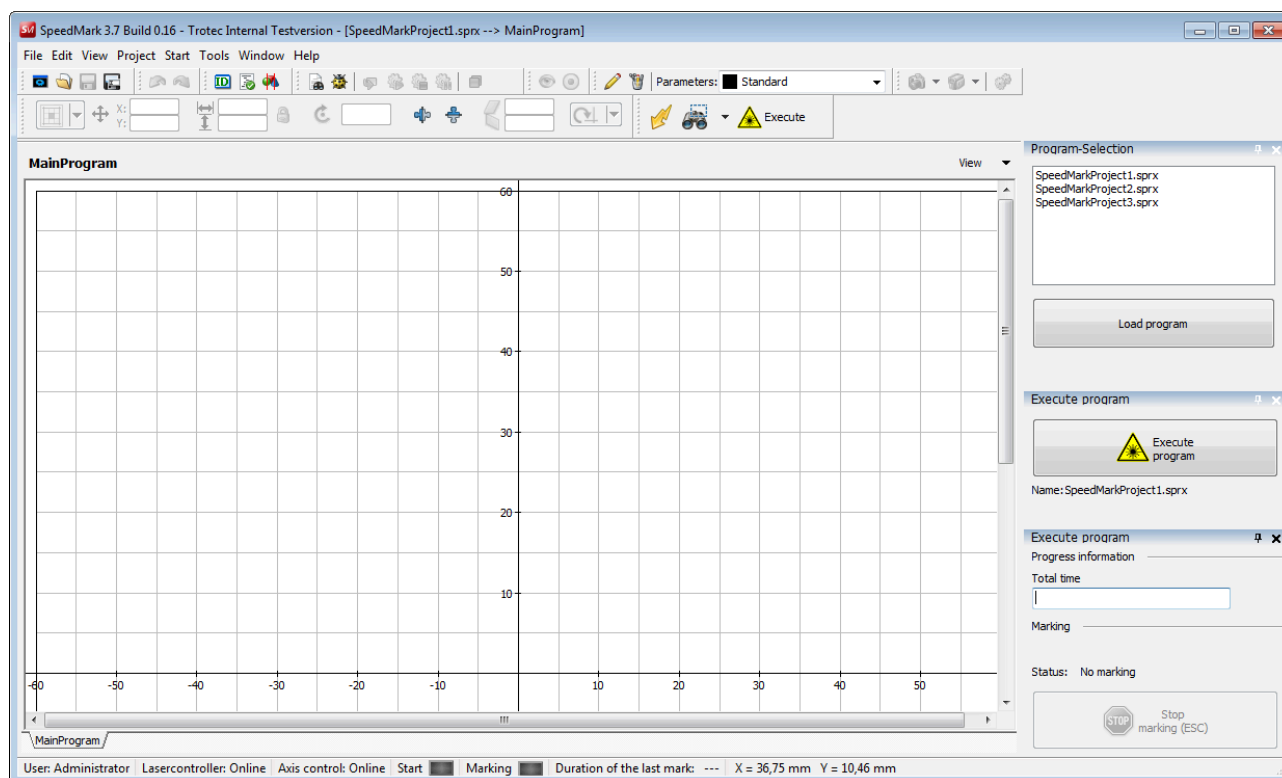 SpeedMark 3.7 Build 0.16 - Trotec Internal Testversion - [SpeedMarkProject1.sprx --> MainProgram]
File Edit View Project Start Tools Window Help
ID Parameters: Standard
X:
Y:
Execute
MainProgram
View
60
50
40
30
20
10
-60 -50 -40 -30 -20 -10 10 20 30 40 50
MainProgram
Program-Selection
SpeedMarkProject1.sprx
SpeedMarkProject2.sprx
SpeedMarkProject3.sprx
Load program
Execute program
Execute
program
Name:SpeedMarkProject1.sprx
Execute program
Progress information
Total time
Marking
Status: No marking
STOP
Stop
marking (ESC)
User: Administrator Lasercontroller: Online Axis control: Online Start Marking Duration of the last mark: --- X = 36,75 mm Y = 10,46 mm